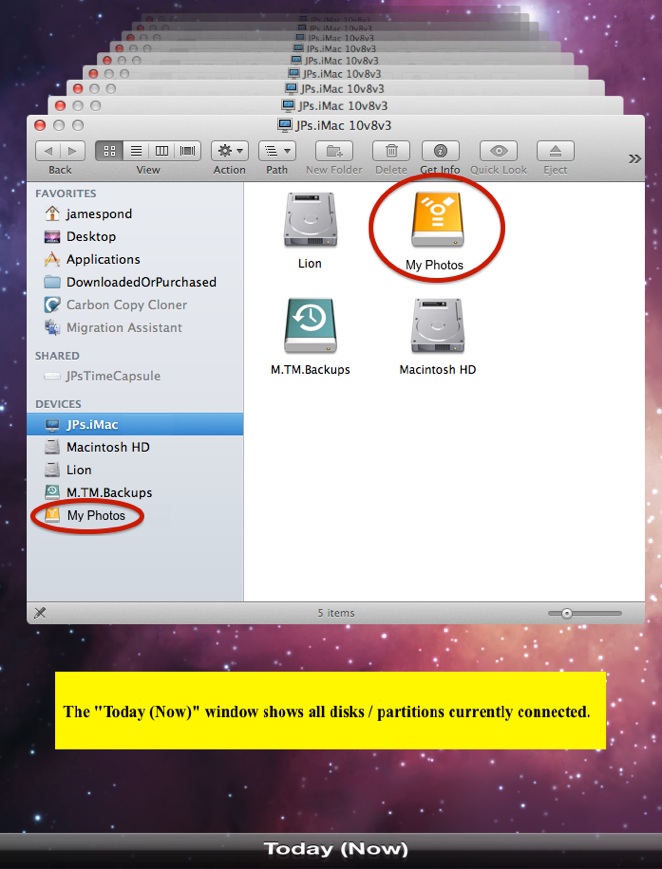 JPs.iMac 10v8v3
JPs.iMac 10v8v3
JPs.iMac 10v8v3
JPs.iMac 10v8v3
JPs.iMac 10v8v3
JPs.iMac 10v8v3
JPs.iMac 10v8v3
JPs.iMac 10v8v3
Back
View
Action
Path
New Folder
Delete
Get Info
Quick Look
Eject
FAVORITES
jamespond
Desktop
Applications
DownloadedOrPurchased
Carbon Copy Cloner
Migration Assistant
SHARED
JPsTimeCapsule
DEVICES
JPs.iMac
Macintosh HD
Lion
M.TM.Backups
My Photos
Lion
My Photos
M.TM.Backups
Macintosh HD
5 items
The "Today (Now)" window shows all disks / partitions currently connected.
Today (Now)